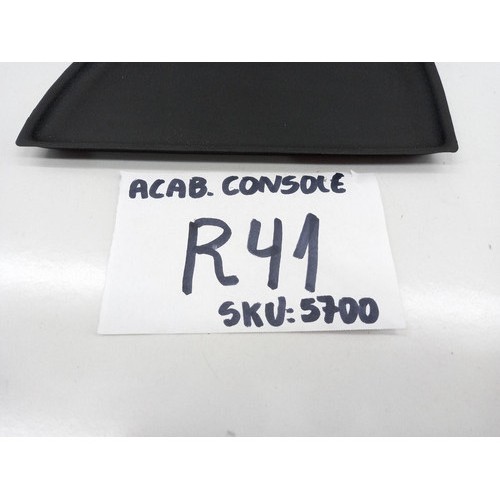 ACAB. CONSOLE
R41
SKU: 5700